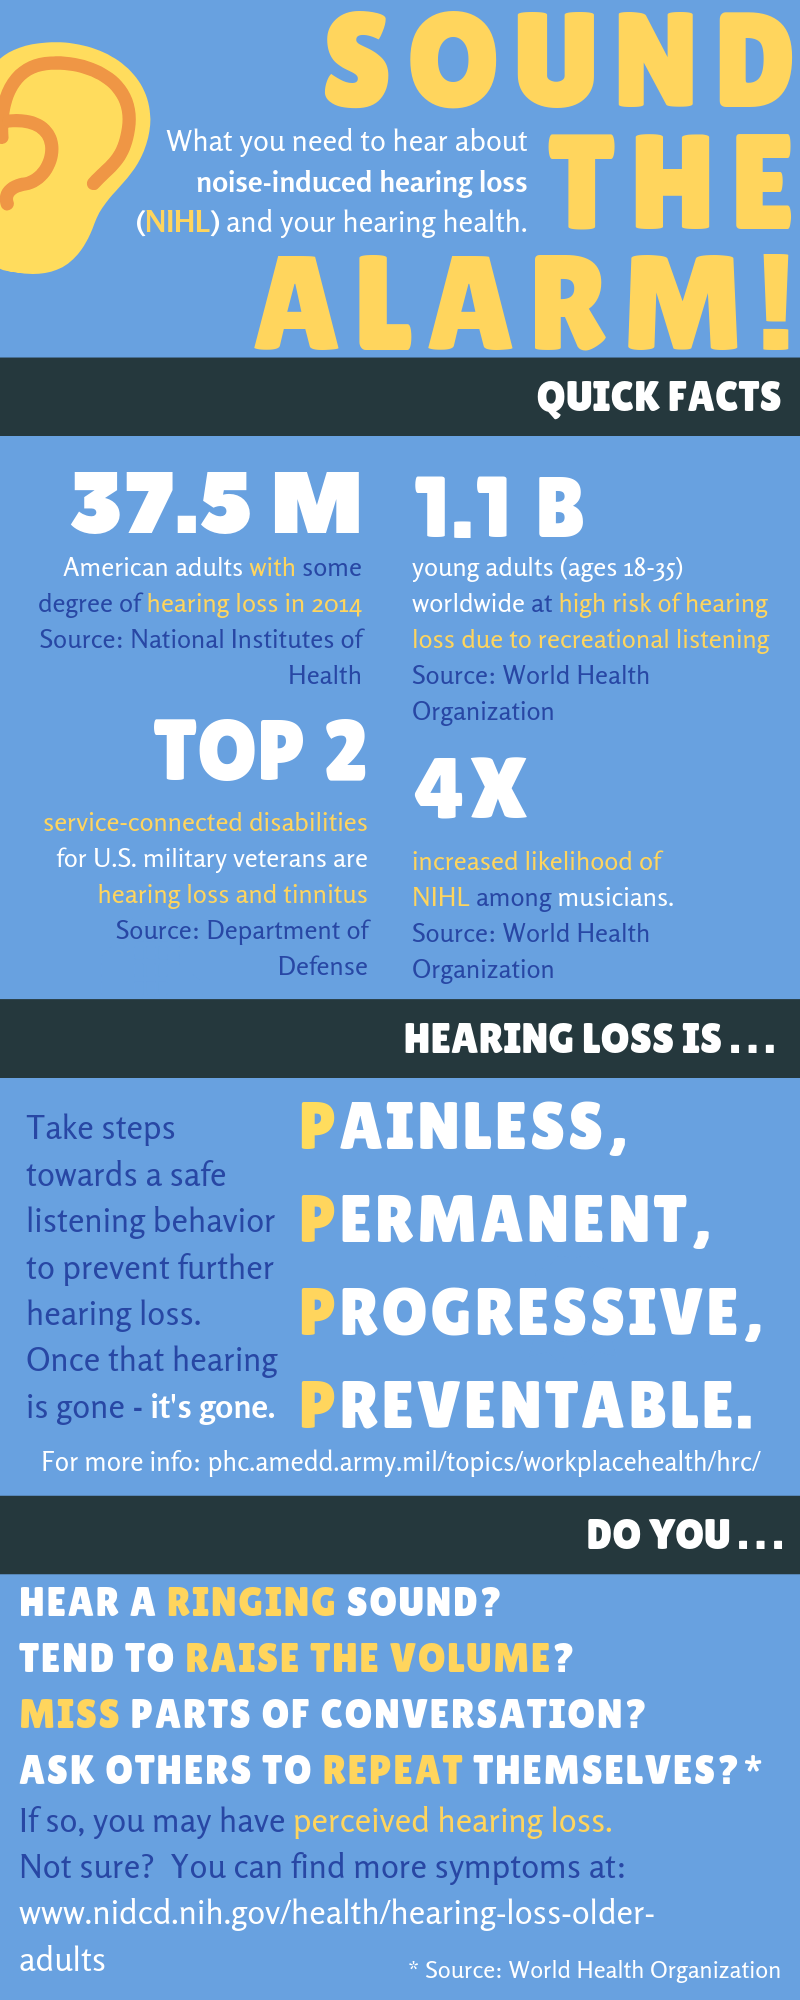 SOUND
THE
ALARM!
What you need to hear about
noise-induced hearing loss
(NIHL) and your hearing health.
QUICK FACTS
37.5 M
American adults with some
degree of hearing loss in 2014
Source: National Institutes of
Health
1.1 B
young adults (ages 18-35)
worldwide at high risk of hearing
loss due to recreational listening
Source: World Health
Organization
TOP 2
service-connected disabilities
for U.S. military veterans are
hearing loss and tinnitus
Source: Department of
Defense
4X
increased likelihood of
NIHL among musicians.
Source: World Health
Organization
HEARING LOSS IS...
Take steps
towards a safe
listening behavior
to prevent further
hearing loss.
Once that hearing
is gone - it's gone.
PAINLESS,
PERMANENT,
PROGRESSIVE,
PREVENTABLE.
For more info: phc.amedd.army.mil/topics/workplacehealth/hrc/
DO YOU...
HEAR A RINGING SOUND?
TEND TO RAISE THE VOLUME?
MISS PARTS OF CONVERSATION?
ASK OTHERS TO REPEAT THEMSELVES?*
If so, you may have perceived hearing loss.
Not sure?  You can find more symptoms at:
www.nidcd.nih.gov/health/hearing-loss-older-
adults
* Source: World Health Organization